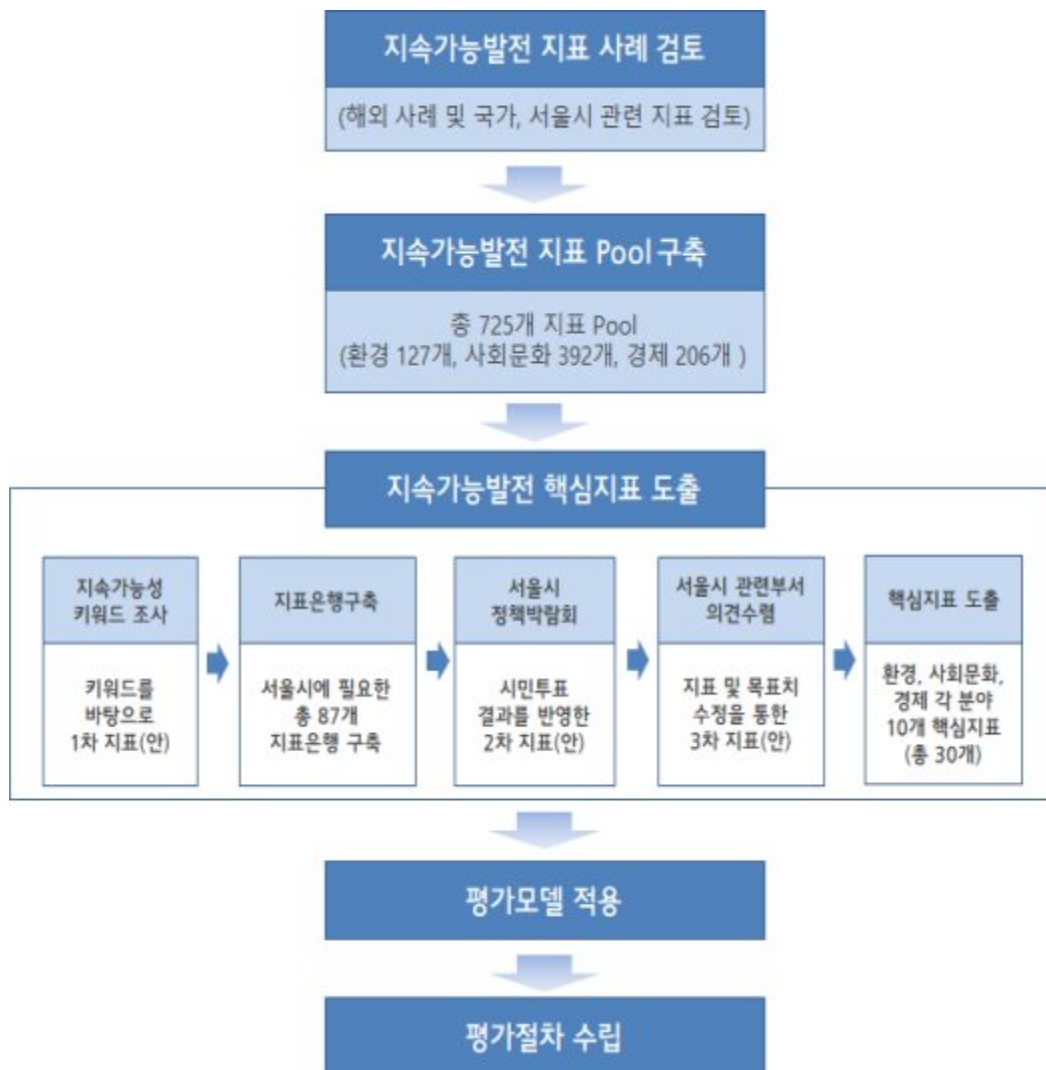 지속가능발전 지표 사례 검토
(해외 사례 및 국가, 서울시 관련 지표 검토)
지속가능발전 지표 Pool 구축
총 725개 지표 Pool
(환경 127개, 사회문화 392개, 경제 206개 )
지속가능발전 핵심지표 도출
지속가능성
키워드 조사
키워드를
바탕으로
1차 지표(안)
지표은행구축
서울시에 필요한
총 87개
지표은행 구축
서울시
정책박람회
시민투표
결과를 반영한
2차 지표(안)
서울시 관련부서
의견수렴
지표 및 목표치
수정을 통한
3차 지표(안)
핵심지표 도출
환경, 사회문화,
경제 각 분야
10개 핵심지표
(총 30개)
평가모델 적용
평가절차 수립